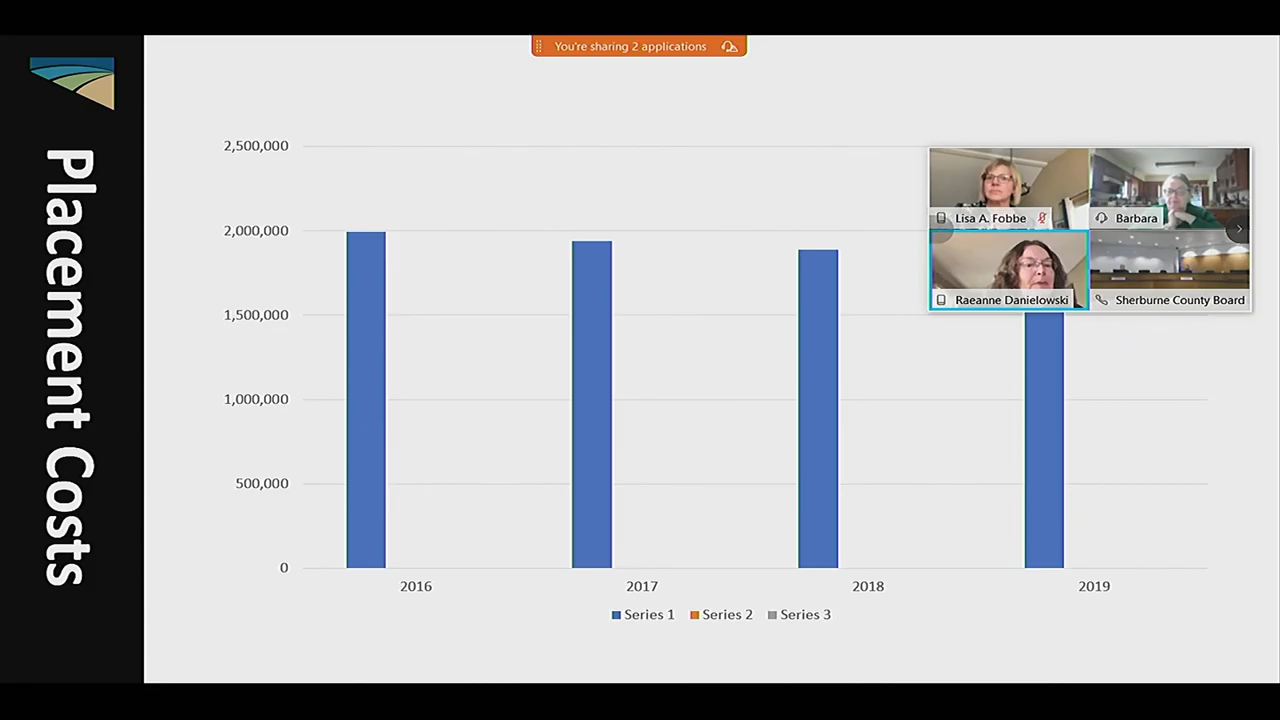 You're sharing 2 applications
Placement Costs
2,500,000
2,000,000
1,500,000
1,000,000
500,000
0
2016
2017
2018
2019
Series 1
Series 2
Series 3
Lisa A. Fobbe
Barbara
Raeanne Danielowski
Sherburne County Board